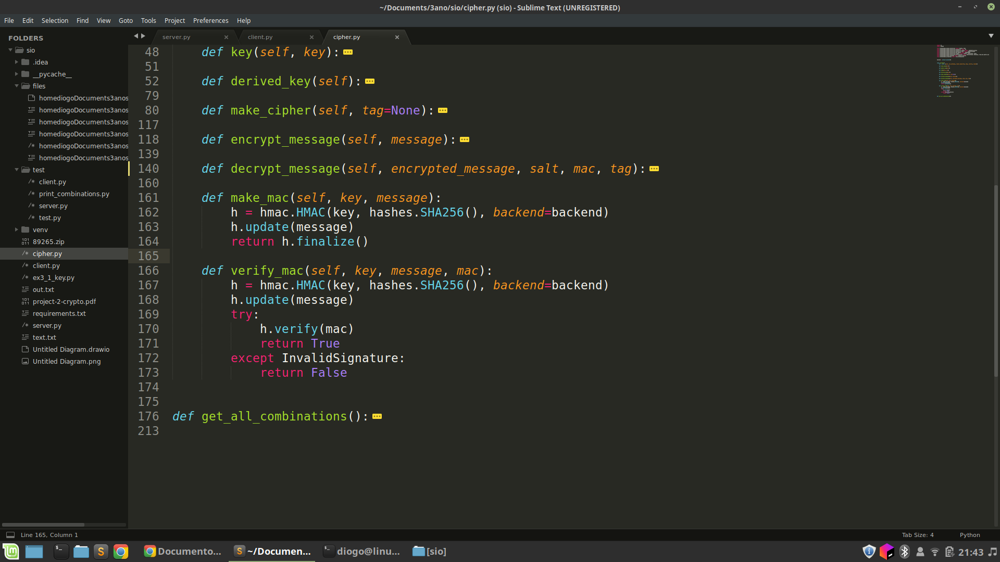 ~/Documents/3ano/sio/cipher.py (sio) - Sublime Text (UNREGISTERED)
File Edit Selection Find View Goto Tools Project Preferences Help
FOLDERS
sio
.idea
__pycache__
files
homediogoDocuments3anos
homediogoDocuments3anos
homediogoDocuments3anos
homediogoDocuments3anos
homediogoDocuments3anos
homediogoDocuments3anos
test
client.py
print_combinations.py
server.py
test.py
venv
89265.zip
cipher.py
client.py
ex3_1_key.py
out.txt
project-2-crypto.pdf
requirements.txt
server.py
text.txt
Untitled Diagram.drawio
Untitled Diagram.png
server.py client.py cipher.py
48 def key(self, key):
51
52 def derived_key(self):
79
80 def make_cipher(self, tag=None):
117
118 def encrypt_message(self, message):
139
140 def decrypt_message(self, encrypted_message, salt, mac, tag):
160
161 def make_mac(self, key, message):
162 h = hmac.HMAC(key, hashes.SHA256(), backend=backend)
163 h.update(message)
164 return h.finalize()
165
166 def verify_mac(self, key, message, mac):
167 h = hmac.HMAC(key, hashes.SHA256(), backend=backend)
168 h.update(message)
169 try:
170 h.verify(mac)
171 return True
172 except InvalidSignature:
173 return False
174
175
176 def get_all_combinations():
213
Line 165, Column 1 Tab Size: 4 Python
Documento... ~/Documen... diogo@linu... [sio] 21:43